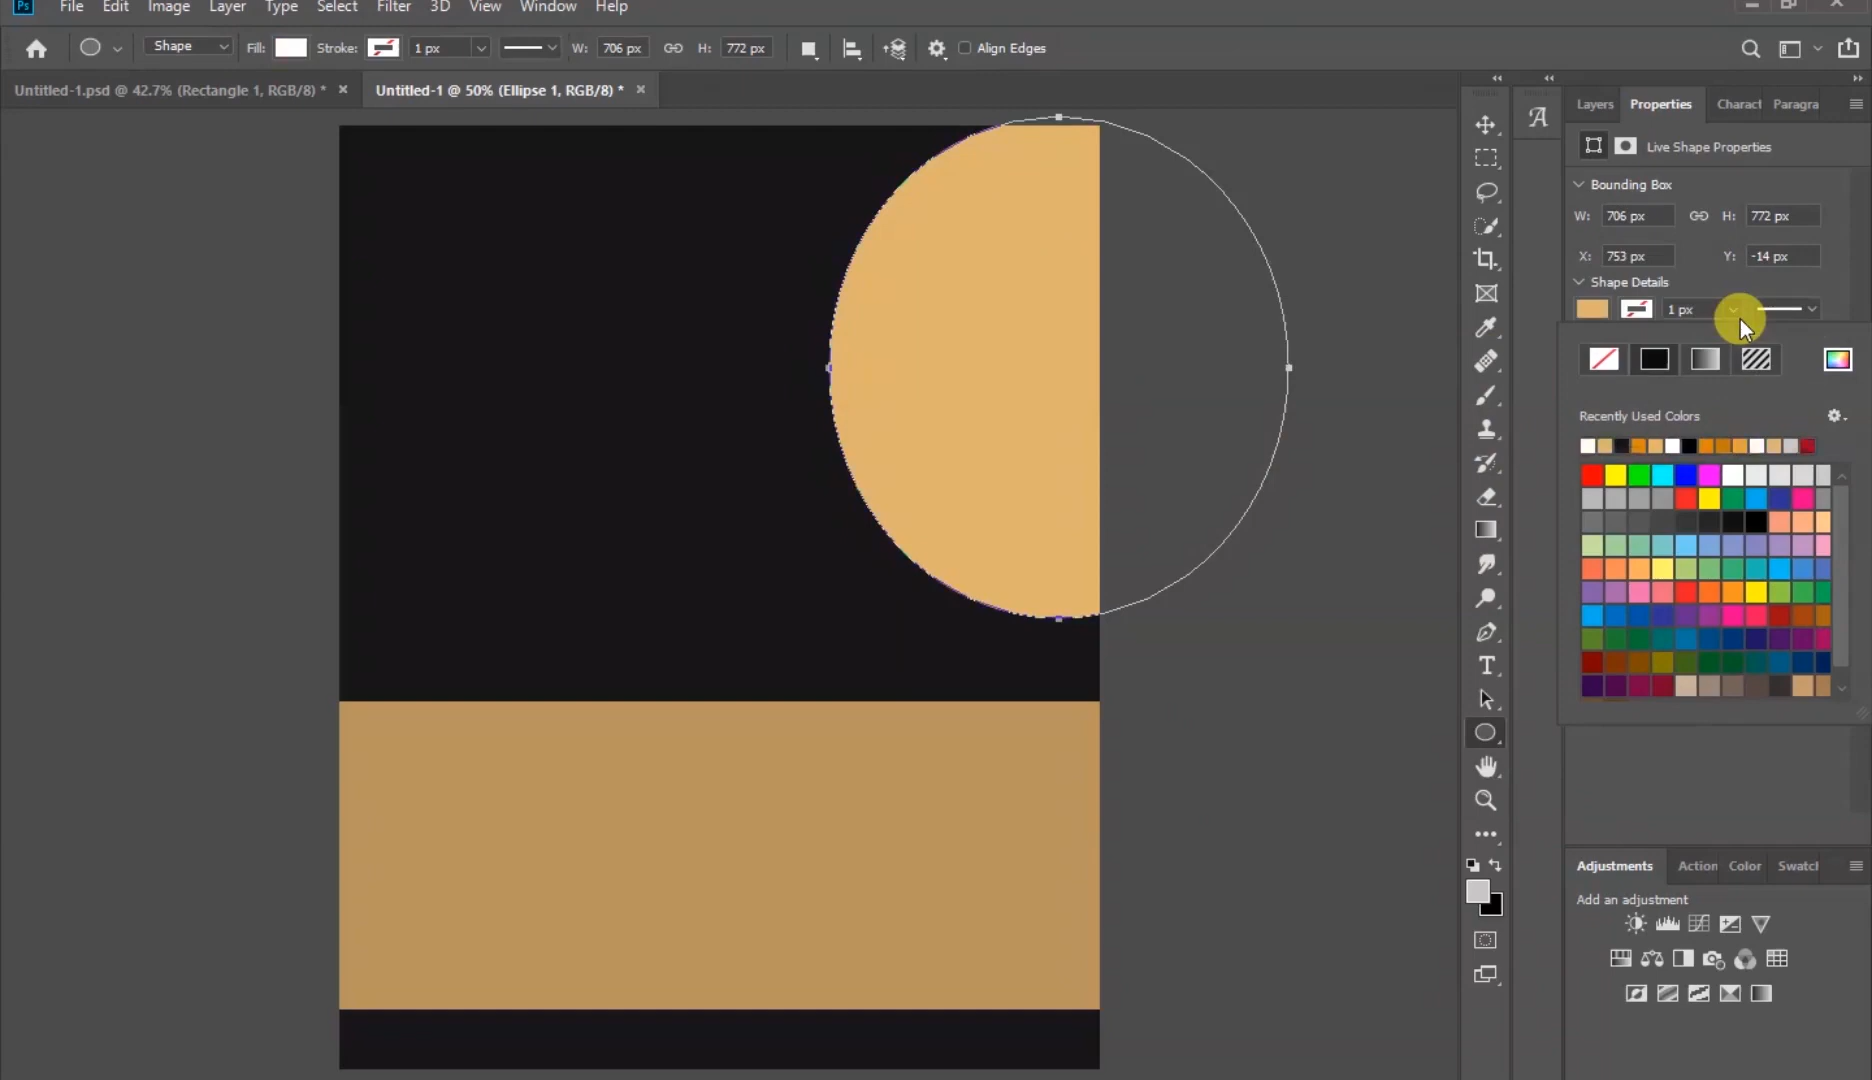 Ps File Edit Image Layer Type Select Filter 3D View Window Help
Shape Fill: Stroke: 1 px W: 706 px H: 772 px Align Edges
Untitled-1.psd @ 42.7% (Rectangle 1, RGB/8) * × Untitled-1 @ 50% (Ellipse 1, RGB/8) * ×
Layers Properties Charact Paragra
A
Live Shape Properties
Bounding Box
W: 706 px H: 772 px
X: 753 px Y: -14 px
Shape Details
1 px
Recently Used Colors
T
Adjustments Action Color Swatch
Add an adjustment